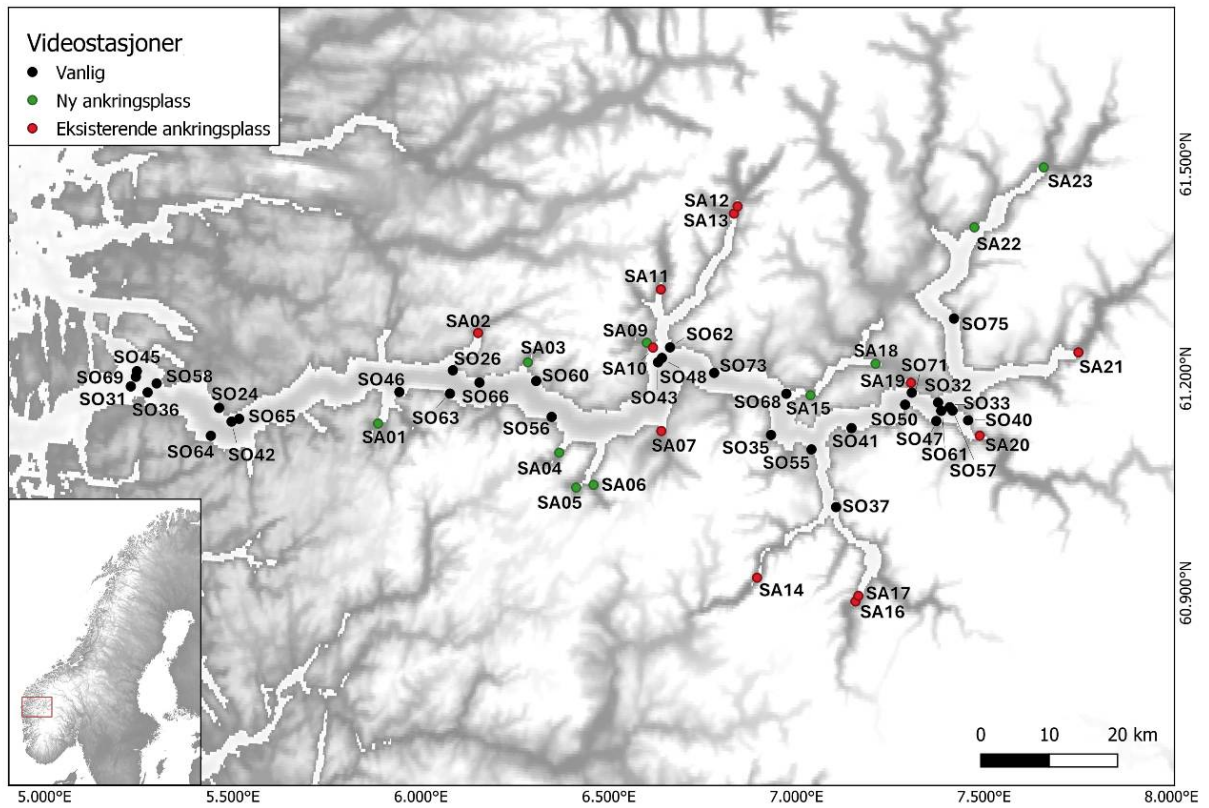 Videostasjoner
Vanlig
Ny ankringsplass
Eksisterende ankringsplass
61.500°N
SA23
SA12
SA13
SA22
SA11
SA02
SA09
SO62
SO75
SA03
SO26
SO45
SO69
SO58
SO46
SO60
SA10
SO48
SO73
SA18
SO71
SA21
61.200°N
SO31
SO24
SO36
SO65
SO63
SO66
SO43
SO68
SA15
SA19
SO32
SO33
SO50
SO40
SA01
SO56
SO64
SO42
SA07
SO35
SO41
SO47
SA20
SO55
SO61
SO57
SA04
SA05
SA06
SO37
60.900°N
SA14
SA17
SA16
0 10 20 km
5.000°E 5.500°E 6.000°E 6.500°E 7.000°E 7.500°E 8.000°E